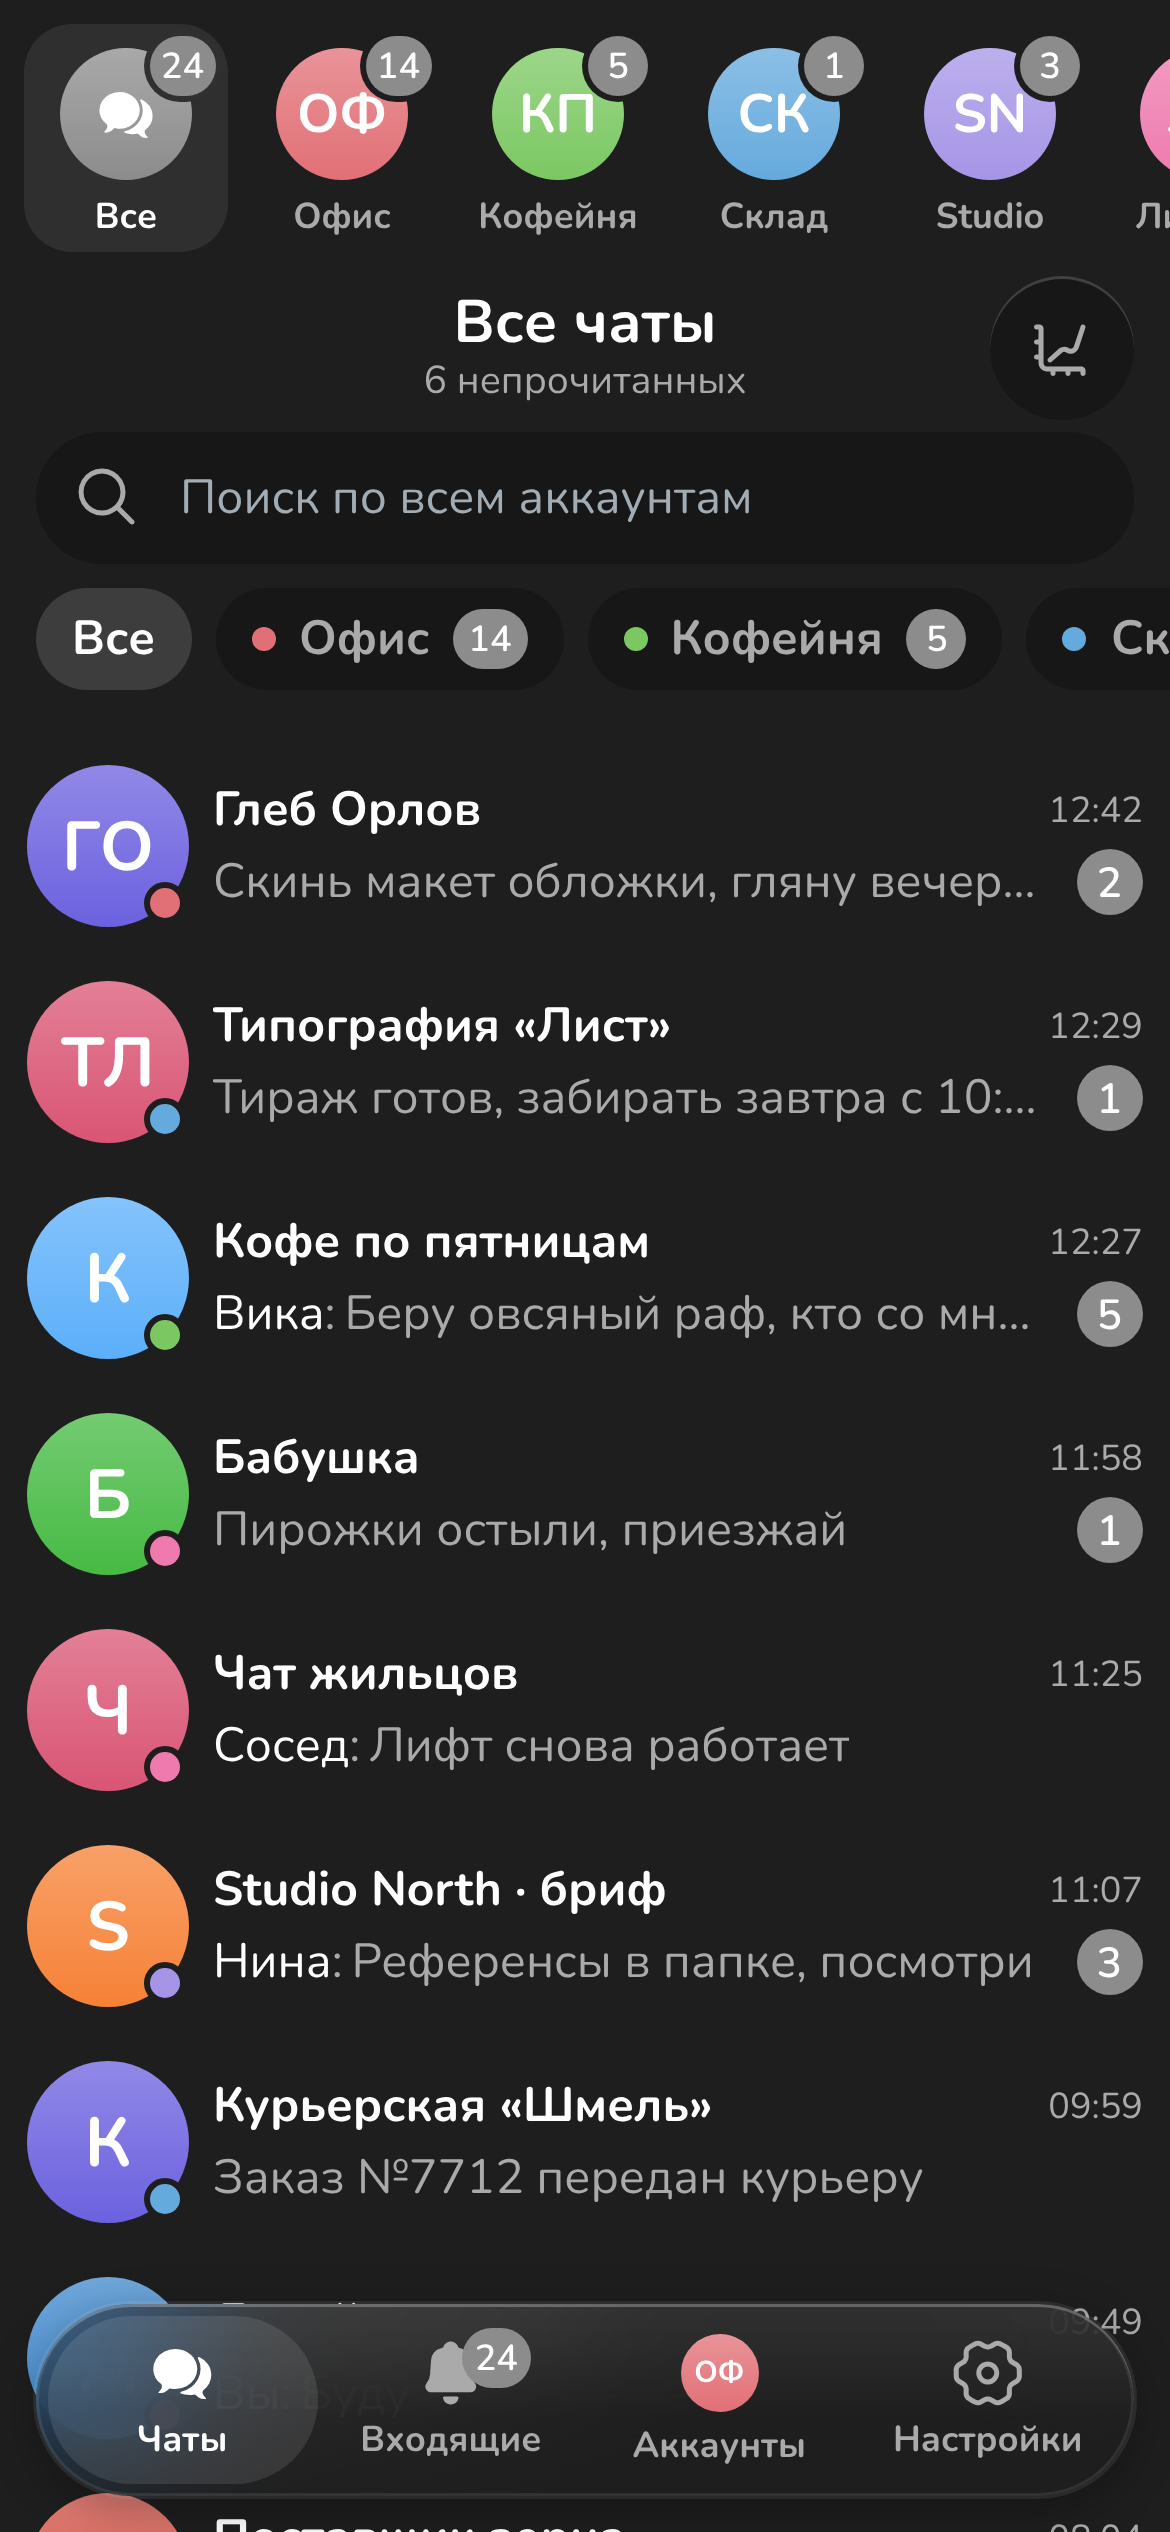 24
14
5
1
3
ОФ
КП
СК
SN
Все
Офис
Кофейня
Склад
Studio
Все чаты
6 непрочитанных
Поиск по всем аккаунтам
Все
Офис 14
Кофейня 5
Ск
ГО
Глеб Орлов 12:42
Скинь макет обложки, гляну вечер... 2
ТЛ
Типография «Лист» 12:29
Тираж готов, забирать завтра с 10:... 1
К
Кофе по пятницам 12:27
Вика: Беру овсяный раф, кто со мн... 5
Б
Бабушка 11:58
Пирожки остыли, приезжай 1
Ч
Чат жильцов 11:25
Сосед: Лифт снова работает
S
Studio North · бриф 11:07
Нина: Референсы в папке, посмотри 3
К
Курьерская «Шмель» 09:59
Заказ №7712 передан курьеру
09:49
Вы: Буду
24
ОФ
Чаты
Входящие
Аккаунты
Настройки